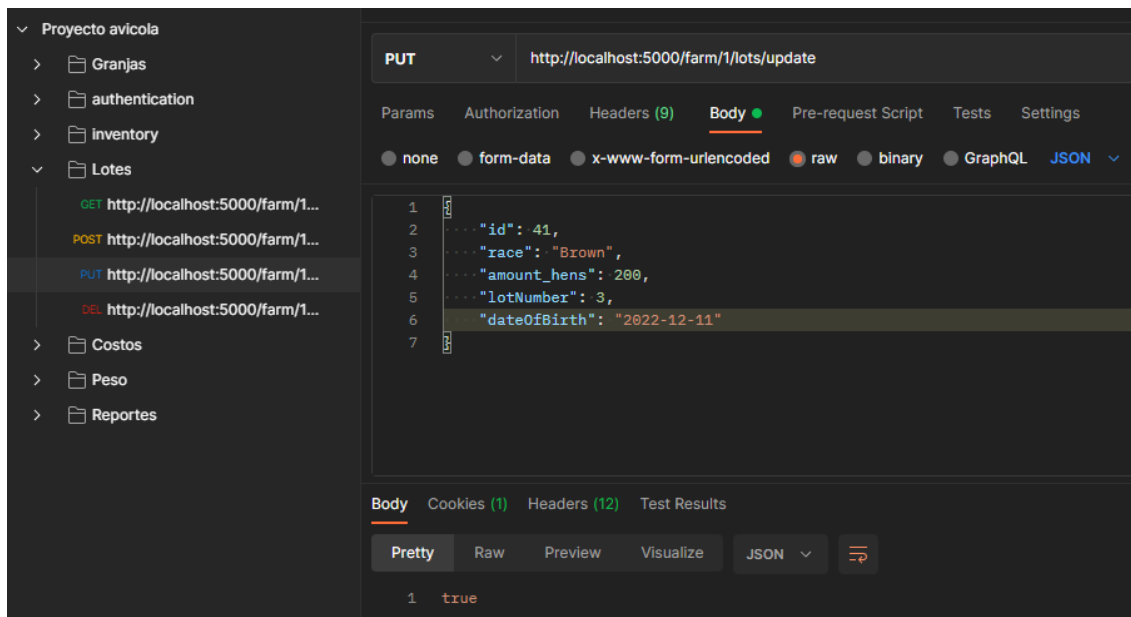 Proyecto avicola
Granjas
authentication
inventory
Lotes
GET http://localhost:5000/farm/1...
POST http://localhost:5000/farm/1...
PUT http://localhost:5000/farm/1...
DEL http://localhost:5000/farm/1...
Costos
Peso
Reportes
PUT http://localhost:5000/farm/1/lots/update
Params Authorization Headers (9) Body Pre-request Script Tests Settings
none form-data x-www-form-urlencoded raw binary GraphQL JSON
1 {
2 ····"id":·41,
3 ····"race":·"Brown",
4 ····"amount_hens":·200,
5 ····"lotNumber":·3,
6 ····"dateOfBirth":·"2022-12-11"
7 }
Body Cookies (1) Headers (12) Test Results
Pretty Raw Preview Visualize JSON
1 true